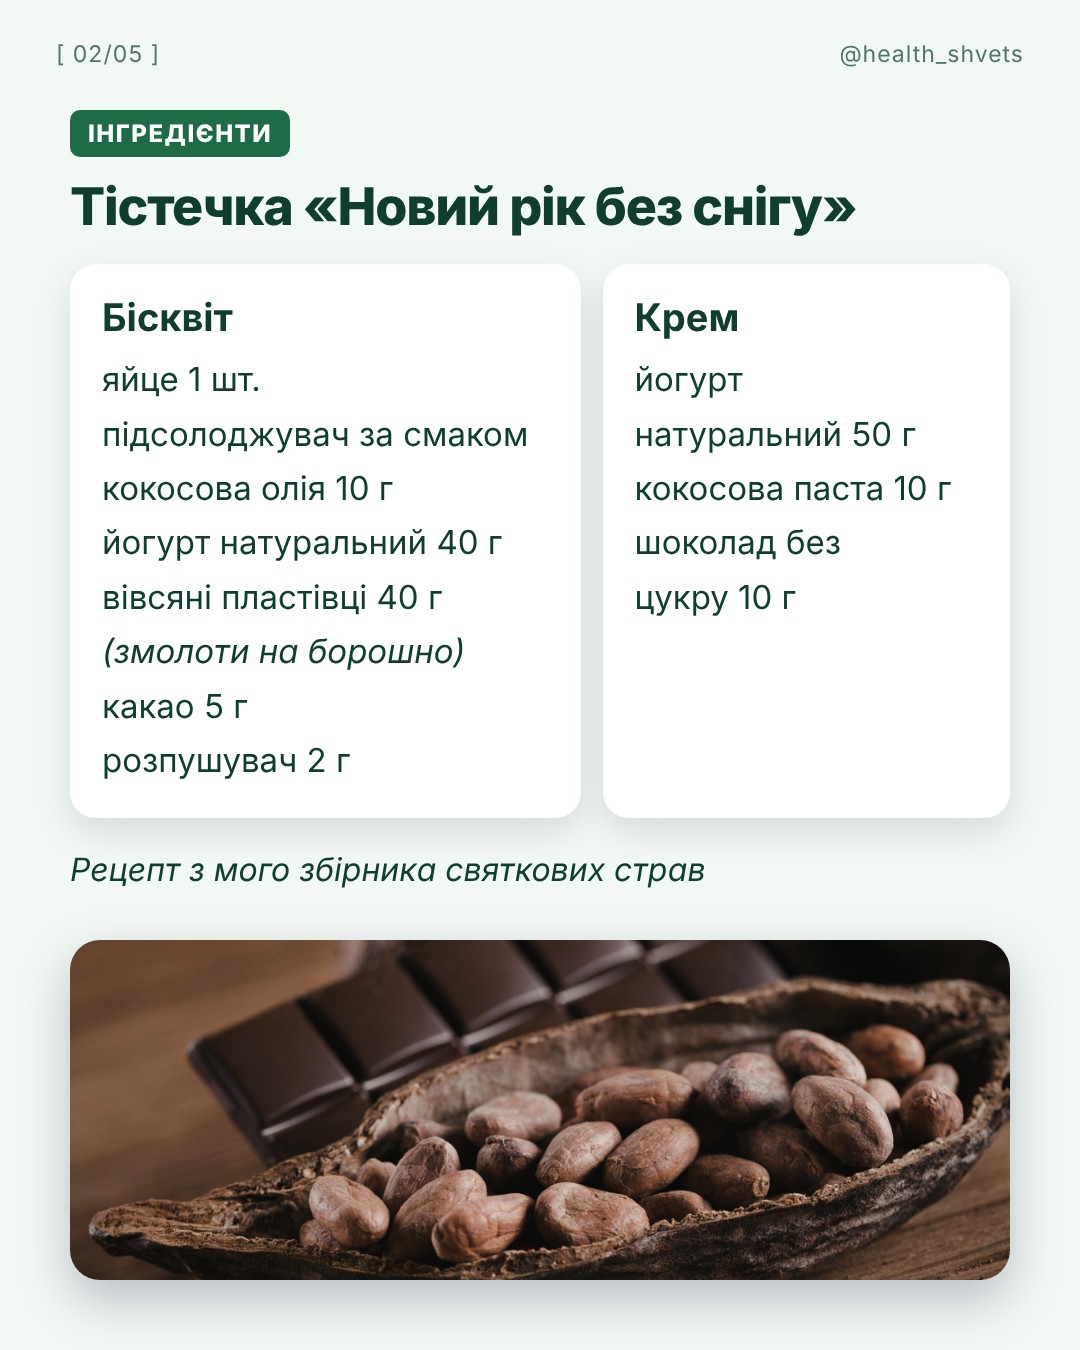 [ 02/05 ]
@health_shvets
ІНГРЕДІЄНТИ
Тістечка «Новий рік без снігу»
Бісквіт
яйце 1 шт.
підсолоджувач за смаком
кокосова олія 10 г
йогурт натуральний 40 г
вівсяні пластівці 40 г
(змолоти на борошно)
какао 5 г
розпушувач 2 г
Крем
йогурт
натуральний 50 г
кокосова паста 10 г
шоколад без
цукру 10 г
Рецепт з мого збірника святкових страв